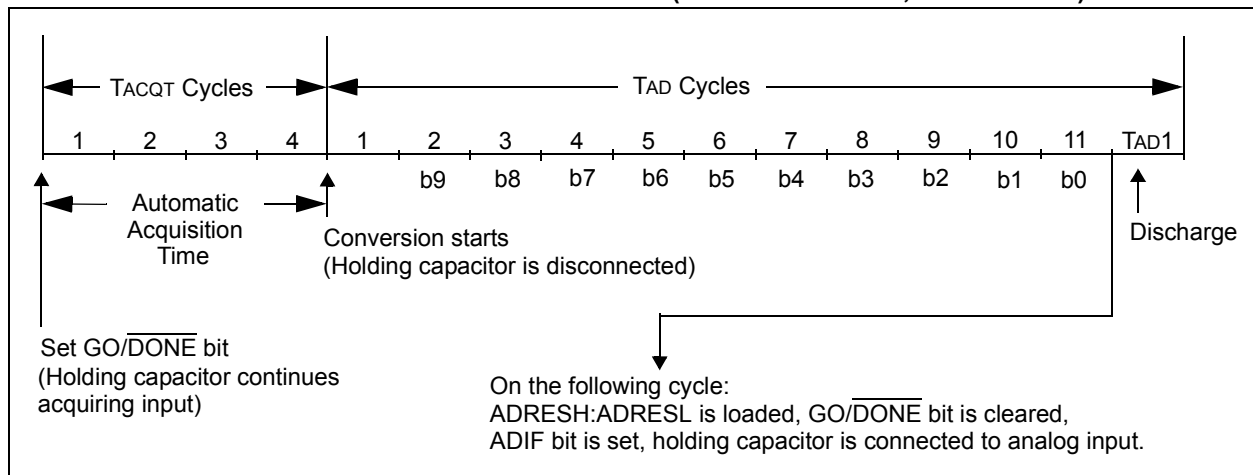 TACQT Cycles
TAD Cycles
1 2 3 4 1 2 3 4 5 6 7 8 9 10 11 TAD1
b9 b8 b7 b6 b5 b4 b3 b2 b1 b0
Automatic
Acquisition
Time
Conversion starts
(Holding capacitor is disconnected)
Discharge
Set GO/DONE bit
(Holding capacitor continues
acquiring input)
On the following cycle:
ADRESH:ADRESL is loaded, GO/DONE bit is cleared,
ADIF bit is set, holding capacitor is connected to analog input.